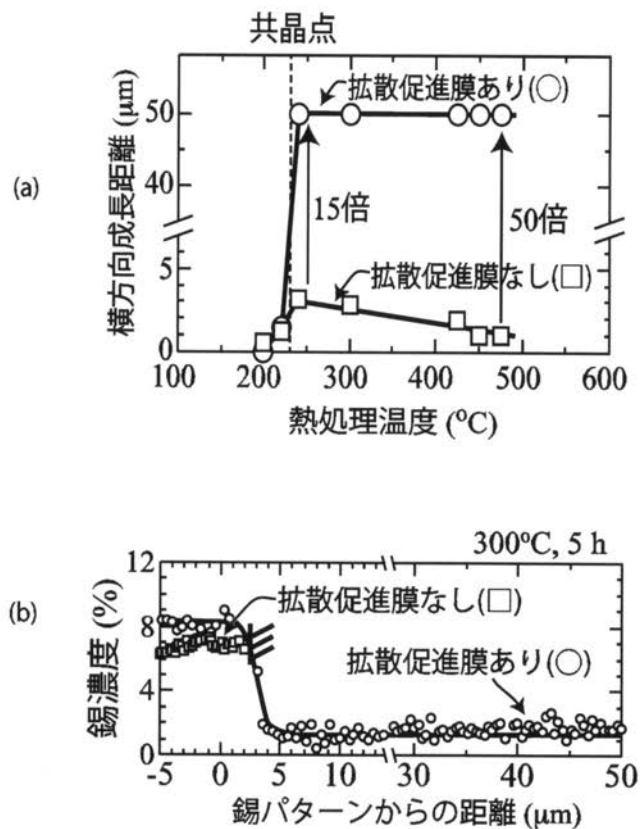 (a)
共晶点
横方向成長距離 (μm)
50
40
5
0
拡散促進膜あり(○)
15倍
50倍
拡散促進膜なし(□)
100 200 300 400 500 600
熱処理温度 (°C)
(b)
300°C, 5 h
錫濃度 (%)
12
8
4
0
拡散促進膜なし(□)
拡散促進膜あり(○)
-5 0 5 10 30 40 50
錫パターンからの距離 (μm)